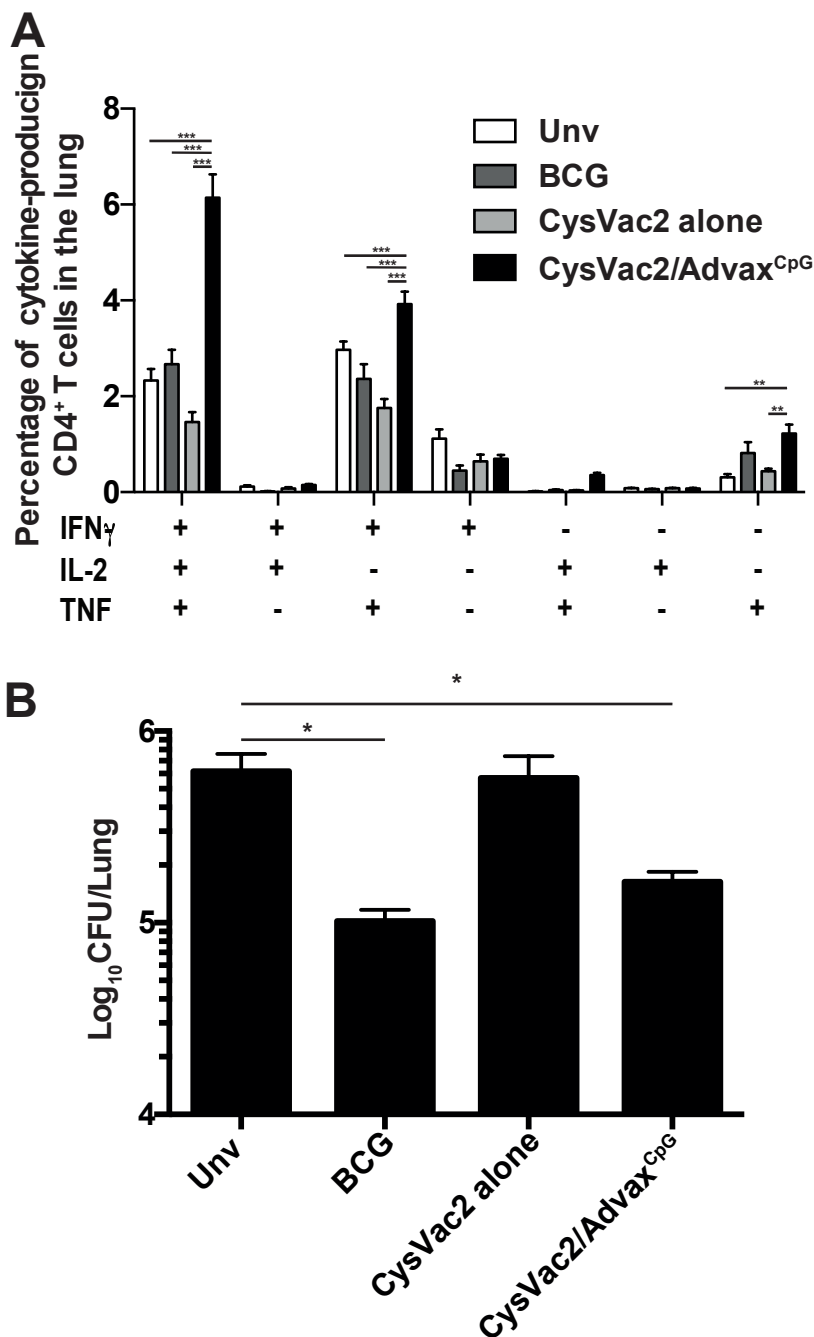 A
Percentage of cytokine-producign
CD4⁺ T cells in the lung
8
6
4
2
0
***
***
***
***
***
***
**
**
Unv
BCG
CysVac2 alone
CysVac2/Advax^CpG
IFNγ + + + + - - -
IL-2 + + - - + + -
TNF + - + - + - +
B
Log₁₀CFU/Lung
6
5
4
*
*
Unv
BCG
CysVac2 alone
CysVac2/Advax^CpG